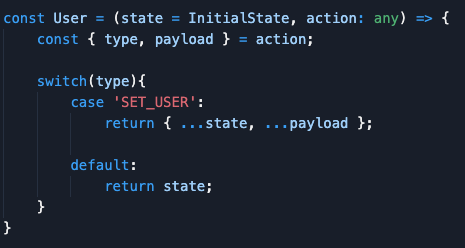 const User = (state = InitialState, action: any) => {
    const { type, payload } = action;

    switch(type){
        case 'SET_USER':
            return { ...state, ...payload };

        default:
            return state;
    }
}